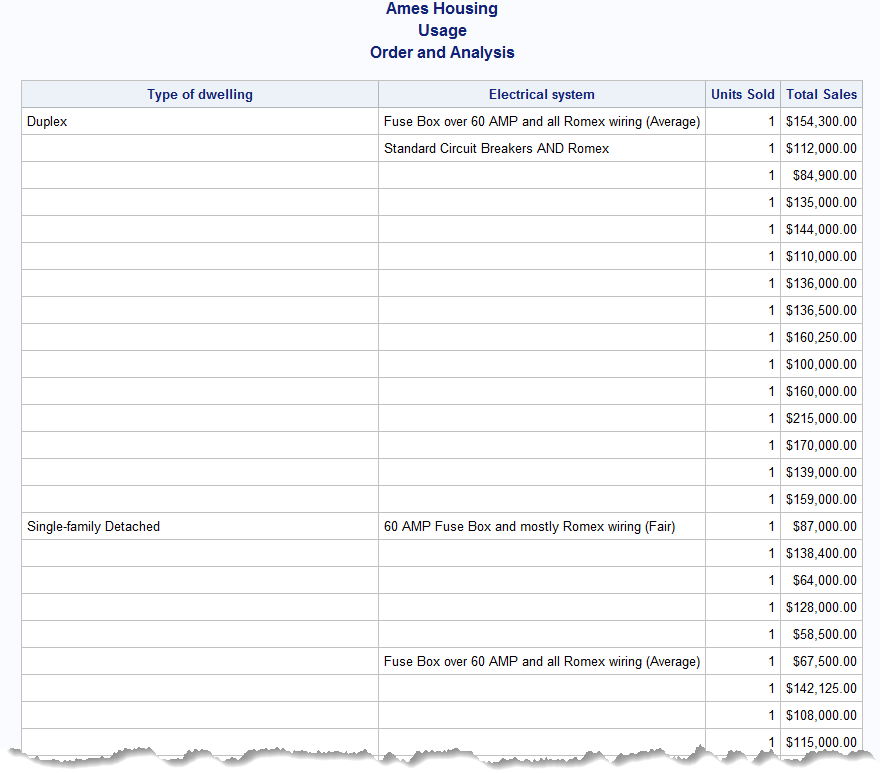 Ames Housing
Usage
Order and Analysis
Type of dwelling Electrical system Units Sold Total Sales
Duplex Fuse Box over 60 AMP and all Romex wiring (Average) 1 $154,300.00
Standard Circuit Breakers AND Romex 1 $112,000.00
1 $84,900.00
1 $135,000.00
1 $144,000.00
1 $110,000.00
1 $136,000.00
1 $136,500.00
1 $160,250.00
1 $100,000.00
1 $160,000.00
1 $215,000.00
1 $170,000.00
1 $139,000.00
1 $159,000.00
Single-family Detached 60 AMP Fuse Box and mostly Romex wiring (Fair) 1 $87,000.00
1 $138,400.00
1 $64,000.00
1 $128,000.00
1 $58,500.00
Fuse Box over 60 AMP and all Romex wiring (Average) 1 $67,500.00
1 $142,125.00
1 $108,000.00
1 $115,000.00